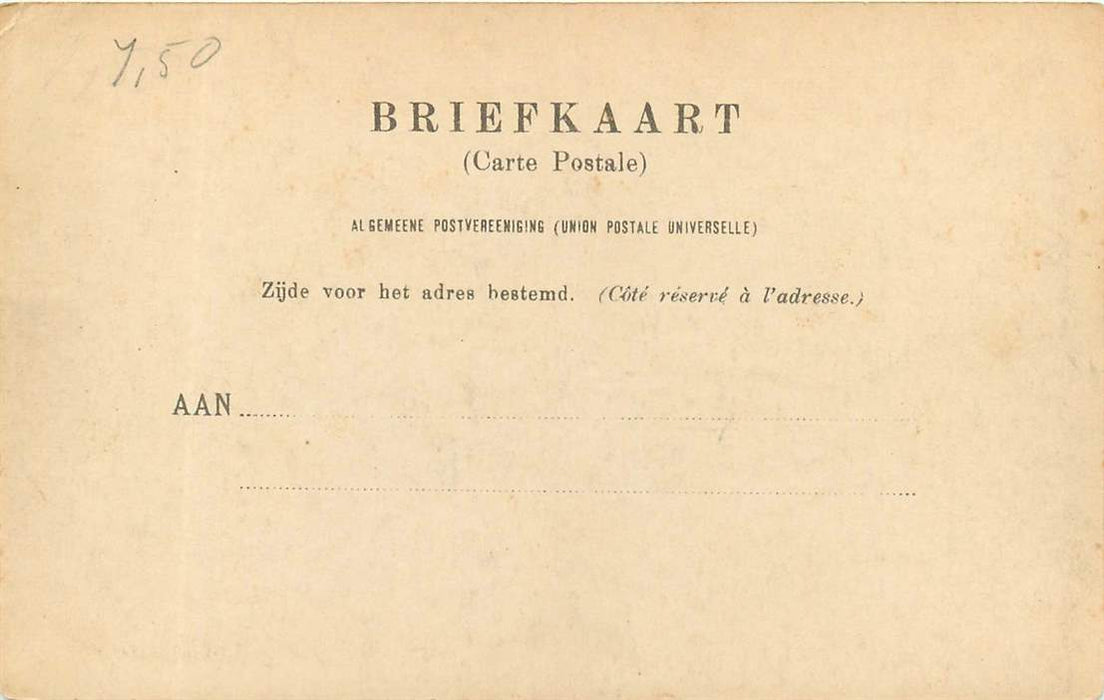 7,50
BRIEFKAART
(Carte Postale)
ALGEMEENE POSTVEREENIGING (UNION POSTALE UNIVERSELLE)
Zijde voor het adres bestemd. (Côté réservé à l'adresse.)
AAN